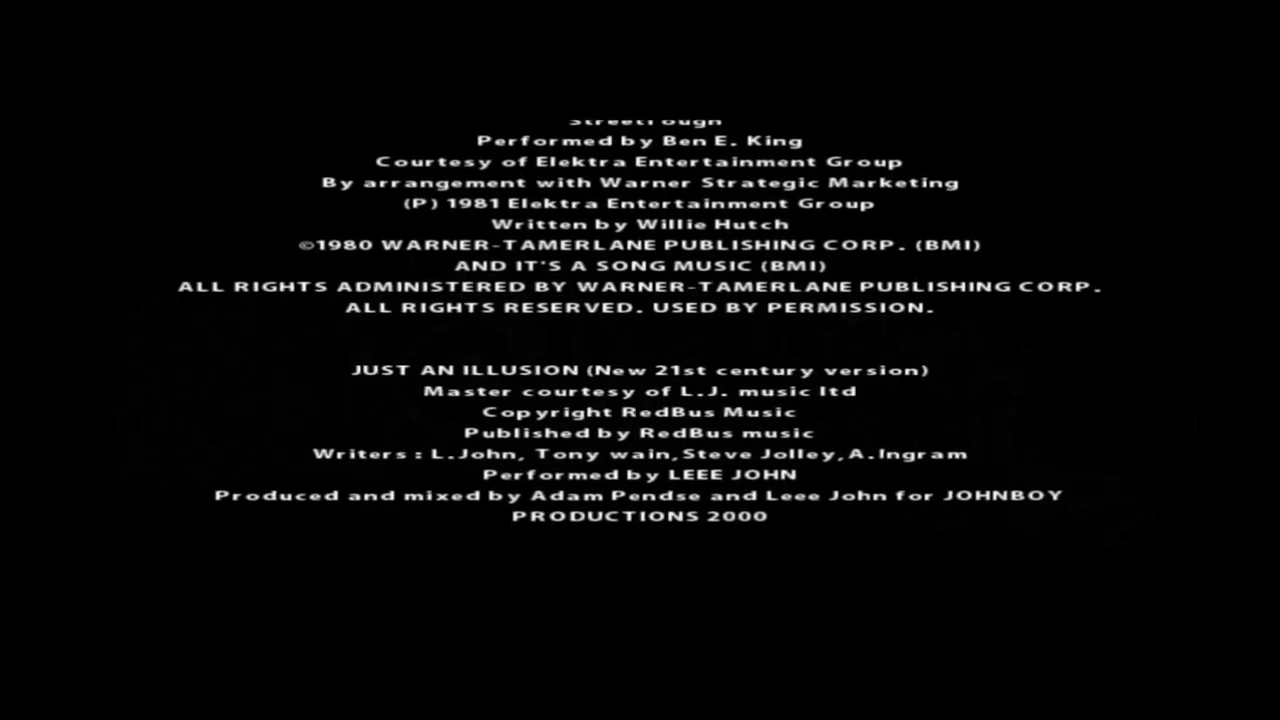 Performed by Ben E. King
Courtesy of Elektra Entertainment Group
By arrangement with Warner Strategic Marketing
(P) 1981 Elektra Entertainment Group
Written by Willie Hutch
©1980 WARNER-TAMERLANE PUBLISHING CORP. (BMI)
AND IT'S A SONG MUSIC (BMI)
ALL RIGHTS ADMINISTERED BY WARNER-TAMERLANE PUBLISHING CORP.
ALL RIGHTS RESERVED. USED BY PERMISSION.
JUST AN ILLUSION (New 21st century version)
Master courtesy of L.J. music ltd
Copyright RedBus Music
Published by RedBus music
Writers : L.John, Tony wain,Steve Jolley,A.Ingram
Performed by LEEE JOHN
Produced and mixed by Adam Pendse and Leee John for JOHNBOY
PRODUCTIONS 2000